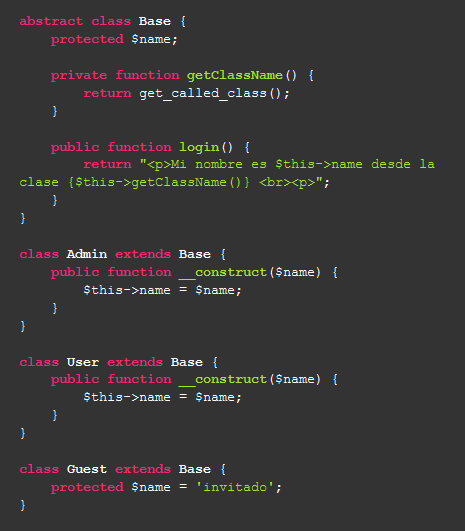 abstract class Base {
    protected $name;

    private function getClassName() {
        return get_called_class();
    }

    public function login() {
        return "<p>Mi nombre es $this->name desde la
clase {$this->getClassName()} <br><p>";
    }
}

class Admin extends Base {
    public function __construct($name) {
        $this->name = $name;
    }
}

class User extends Base {
    public function __construct($name) {
        $this->name = $name;
    }
}

class Guest extends Base {
    protected $name = 'invitado';
}